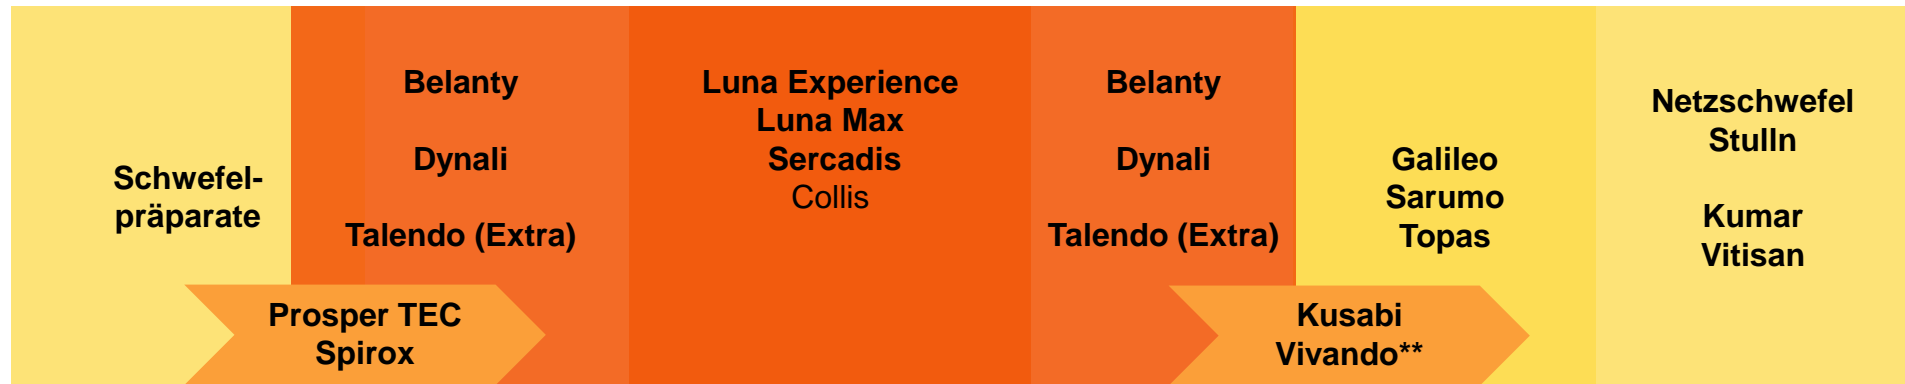 Schwefel-
präparate
Belanty
Dynali
Talendo (Extra)
Prosper TEC
Spirox
Luna Experience
Luna Max
Sercadis
Collis
Belanty
Dynali
Talendo (Extra)
Kusabi
Vivando**
Galileo
Sarumo
Topas
Netzschwefel
Stulln
Kumar
Vitisan